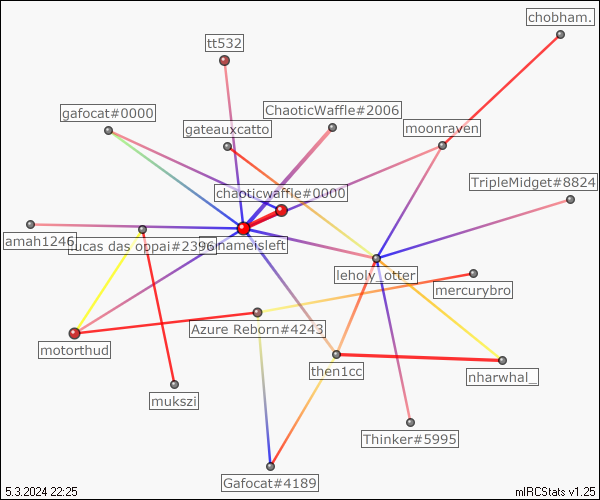 chobham.
tt532
gafocat#0000
ChaoticWaffle#2006
gateauxcatto
moonraven
TripleMidget#8824
chaoticwaffle#0000
amah1246
lucas das oppai#2396
nameisleft
leholy_otter
mercurybro
Azure Reborn#4243
motorthud
then1cc
nharwhal_
mukszi
Thinker#5995
Gafocat#4189
5.3.2024 22:25
mIRCStats v1.25